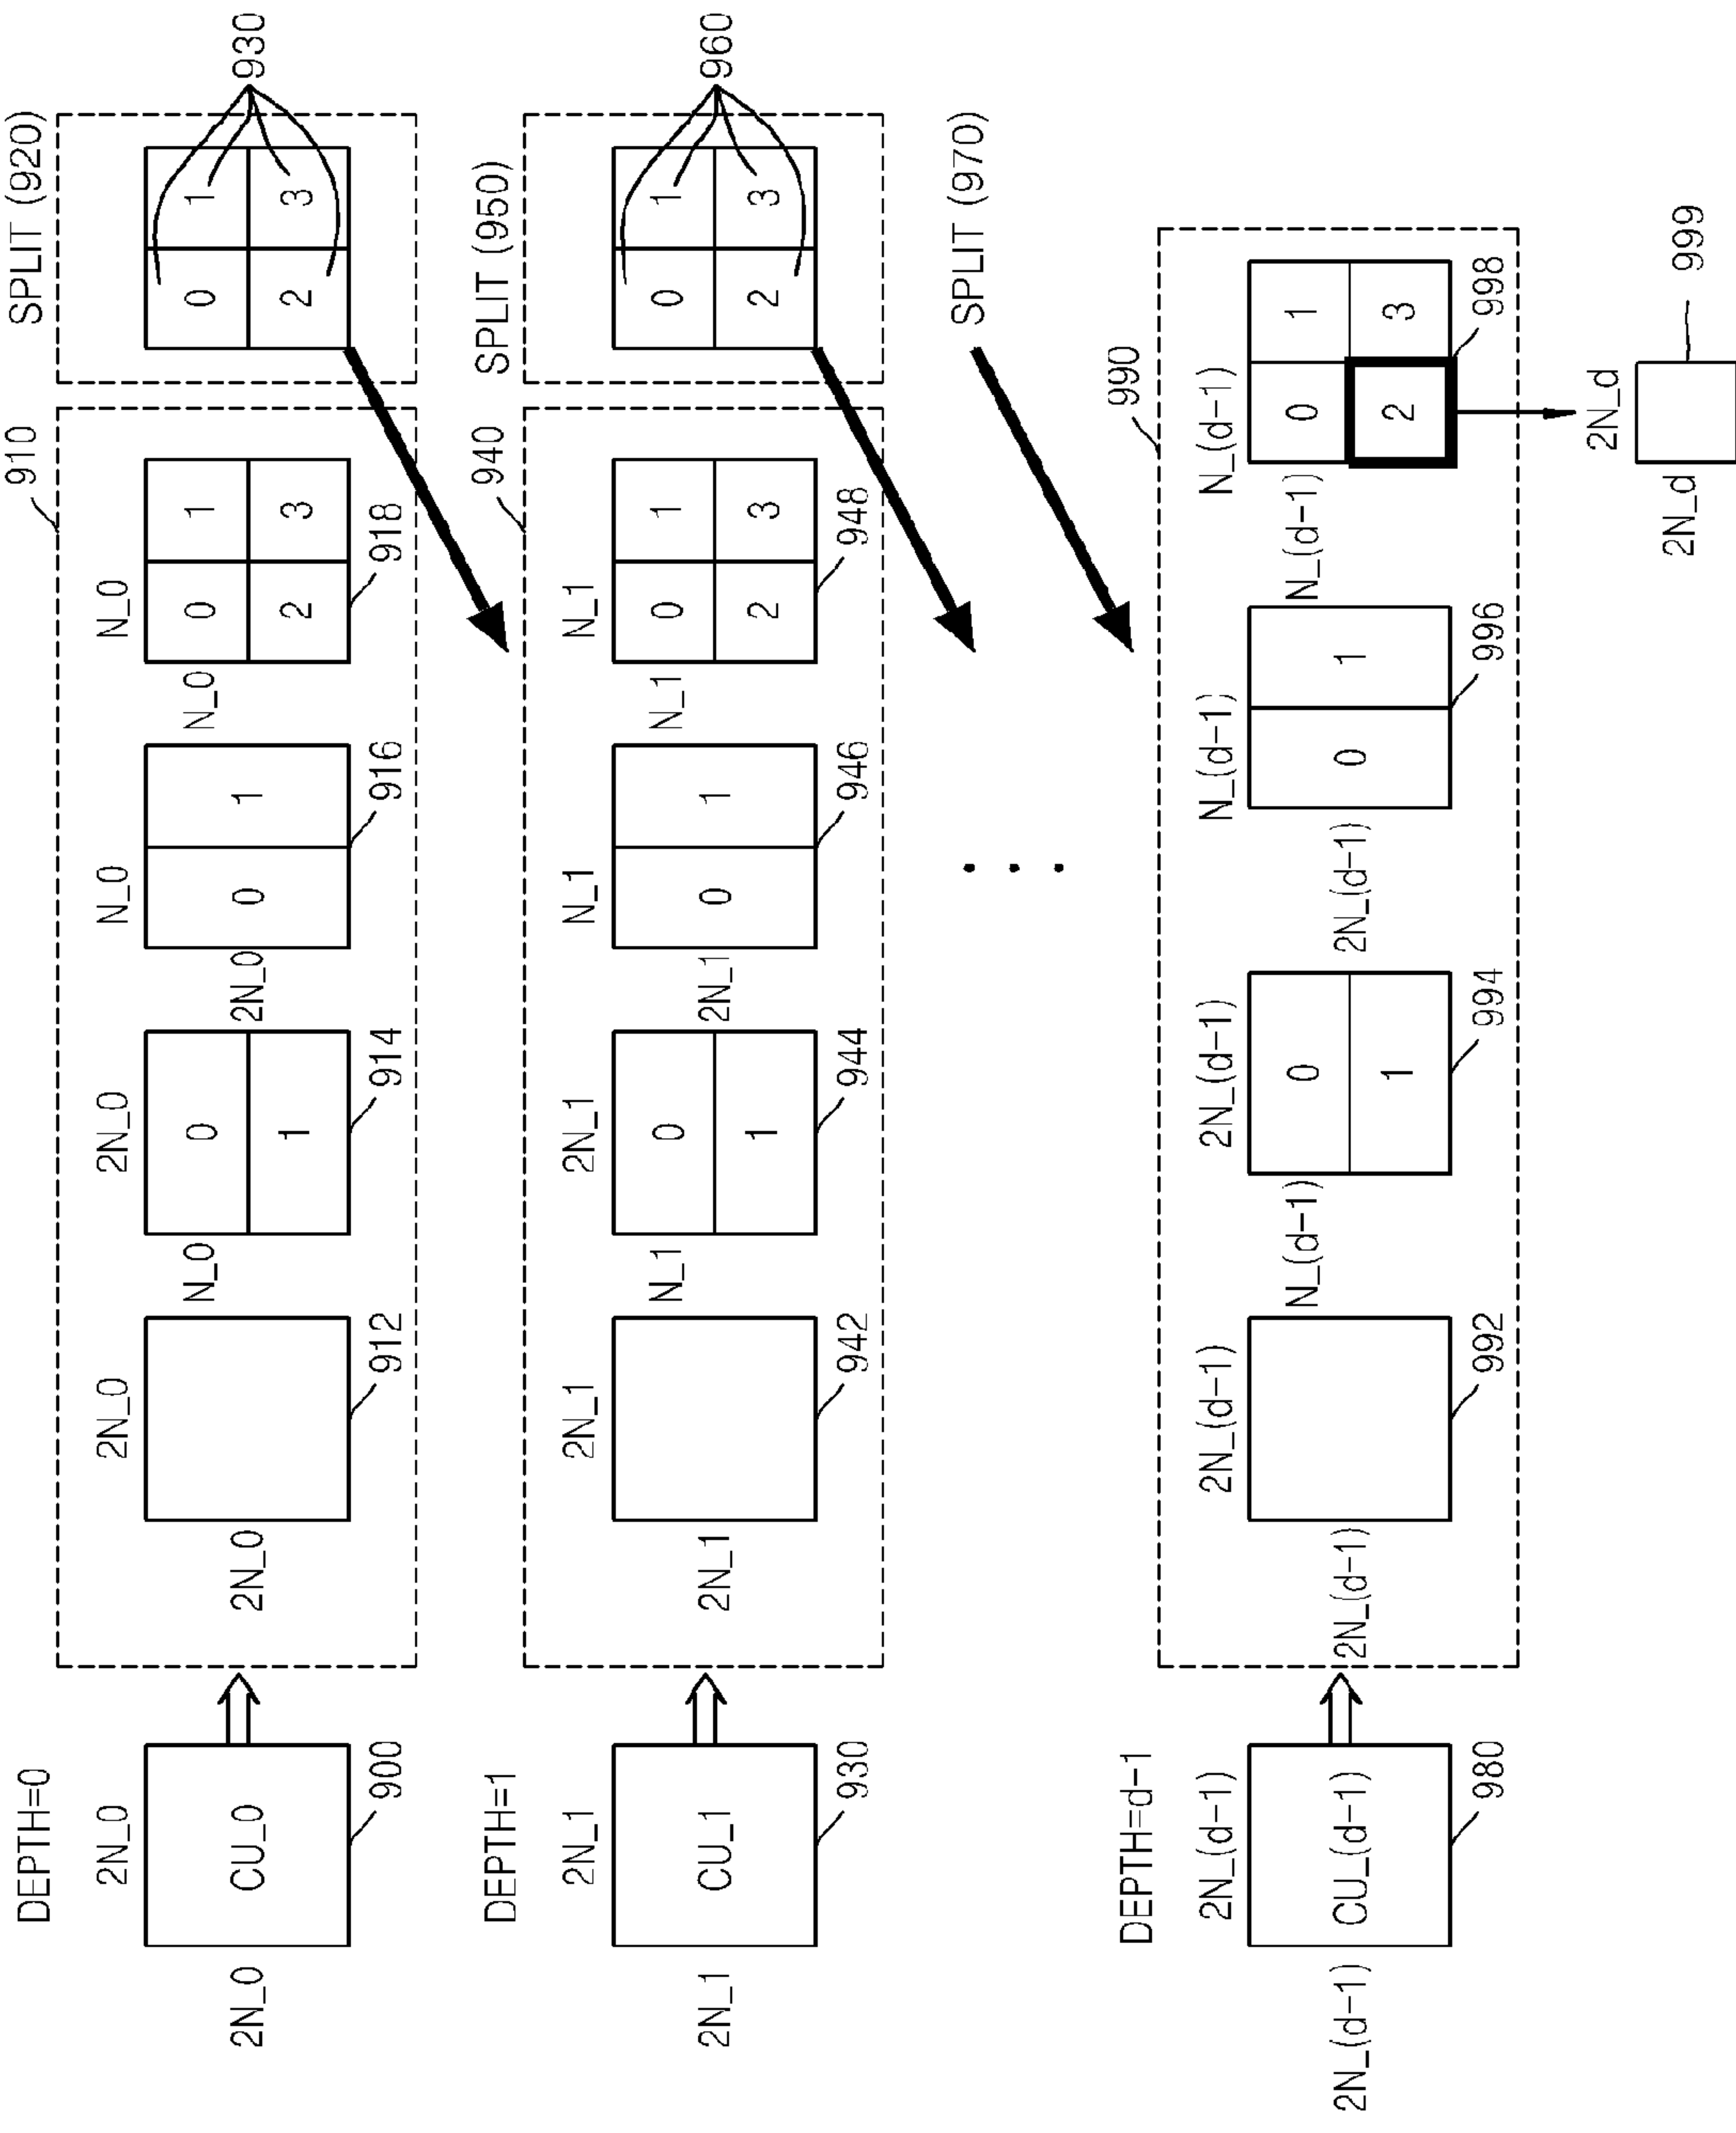 DEPTH=0
2N_0
2N_0
CU_0
900
910
2N_0
2N_0
912
2N_0
N_0
0
1
914
N_0
2N_0
0
1
916
N_0
N_0
0
1
2
3
918
SPLIT (920)
0
1
2
3
930
DEPTH=1
2N_1
2N_1
CU_1
930
940
2N_1
2N_1
942
2N_1
N_1
0
1
944
N_1
2N_1
0
1
946
N_1
N_1
0
1
2
3
948
SPLIT (950)
0
1
2
3
960
SPLIT (970)
DEPTH=d-1
2N_(d-1)
2N_(d-1)
CU_(d-1)
980
990
2N_(d-1)
2N_(d-1)
992
2N_(d-1)
N_(d-1)
0
1
994
N_(d-1)
2N_(d-1)
0
1
996
N_(d-1)
N_(d-1)
0
1
2
3
998
2N_d
2N_d
999